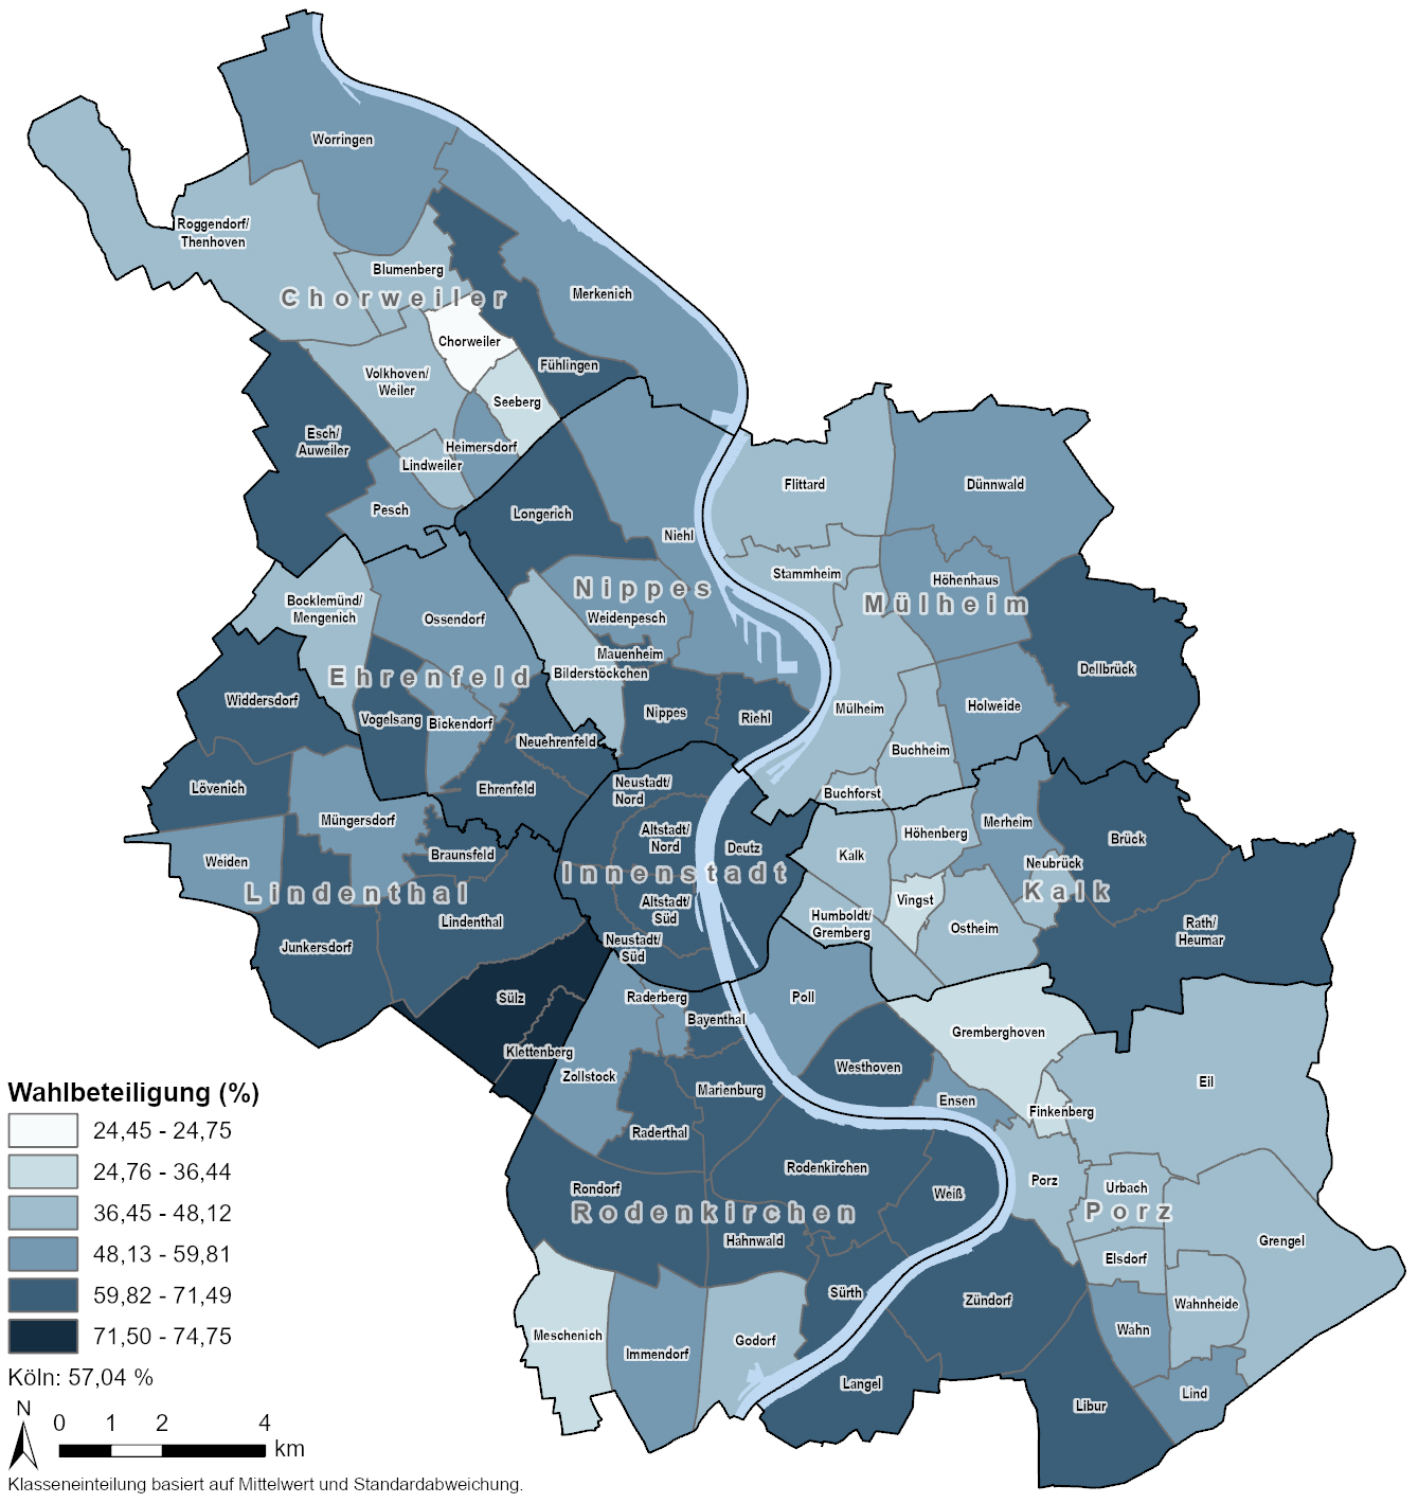 Worringen
Roggendorf/
Thenhoven
Blumenberg
Chorweiler
Merkenich
Chorweiler
Fühlingen
Volkhoven/
Weiler
Seeberg
Esch/
Auweiler
Heimersdorf
Lindweiler
Pesch
Longerich
Flittard
Dünnwald
Niehl
Stammheim
Höhenhaus
Nippes
Mülheim
Bocklemünd/
Mengenich
Ossendorf
Weidenpesch
Mauenheim
Bilderstöckchen
Dellbrück
Ehrenfeld
Widdersdorf
Vogelsang
Bickendorf
Nippes
Riehl
Mülheim
Holweide
Neuehrenfeld
Buchheim
Lövenich
Ehrenfeld
Neustadt/
Nord
Buchforst
Müngersdorf
Altstadt/
Nord
Deutz
Höhenberg
Merheim
Brück
Weiden
Braunsfeld
Kalk
Neubrück
Innenstadt
Lindenthal
Kalk
Lindenthal
Altstadt/
Süd
Vingst
Humboldt/
Gremberg
Ostheim
Rath/
Heumar
Junkersdorf
Neustadt/
Süd
Sülz
Raderberg
Poll
Bayenthal
Gremberghoven
Klettenberg
Zollstock
Marienburg
Westhoven
Eil
Ensen
Finkenberg
Raderthal
Rodenkirchen
Porz
Urbach
Rondorf
Weiß
Rodenkirchen
Porz
Hahnwald
Grengel
Elsdorf
Sürth
Zündorf
Wahnheide
Meschenich
Immendorf
Godorf
Wahn
Langel
Libur
Lind
Wahlbeteiligung (%)
24,45 - 24,75
24,76 - 36,44
36,45 - 48,12
48,13 - 59,81
59,82 - 71,49
71,50 - 74,75
Köln: 57,04 %
N
0 1 2 4
km
Klasseneinteilung basiert auf Mittelwert und Standardabweichung.